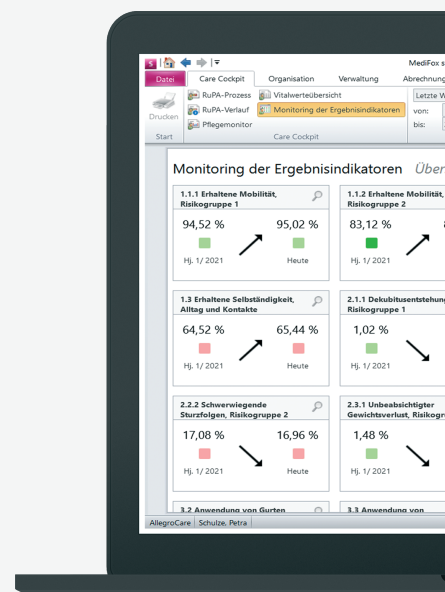 MediFox s
Datei Care Cockpit Organisation Verwaltung Abrechnung
RuPA-Prozess Vitalwerteübersicht Letzte W
Drucken RuPA-Verlauf Monitoring der Ergebnisindikatoren von:
Pflegemonitor bis:
Start Care Cockpit
Monitoring der Ergebnisindikatoren Über
1.1.1 Erhaltene Mobilität, 1.1.2 Erhaltene Mobilität,
Risikogruppe 1 Risikogruppe 2
94,52 % 95,02 % 83,12 %
Hj. 1/ 2021 Heute Hj. 1/ 2021
1.3 Erhaltene Selbständigkeit, 2.1.1 Dekubitusentstehung
Alltag und Kontakte Risikogruppe 1
64,52 % 65,44 % 1,02 %
Hj. 1/ 2021 Heute Hj. 1/ 2021
2.2.2 Schwerwiegende 2.3.1 Unbeabsichtigter
Sturzfolgen, Risikogruppe 2 Gewichtsverlust, Risikogru
17,08 % 16,96 % 1,48 %
Hj. 1/ 2021 Heute Hj. 1/ 2021
3.2 Anwendung von Gurten 3.3 Anwendung von
AllegroCare Schulze, Petra